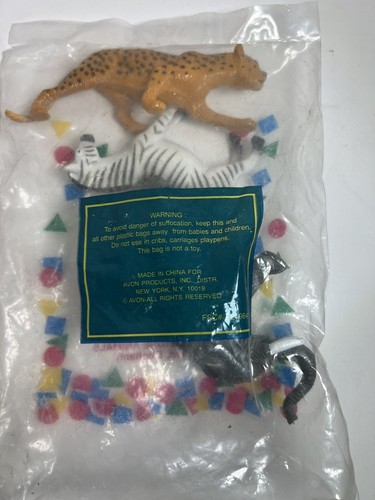 WARNING :
To avoid danger of suffocation, keep this and
all other plastic bags away from babies and children.
Do not use in cribs, carriages playpens.
This bag is not a toy.
MADE IN CHINA FOR
AVON PRODUCTS, INC., DISTR.
NEW YORK, N.Y. 10019
© AVON ALL RIGHTS RESERVED